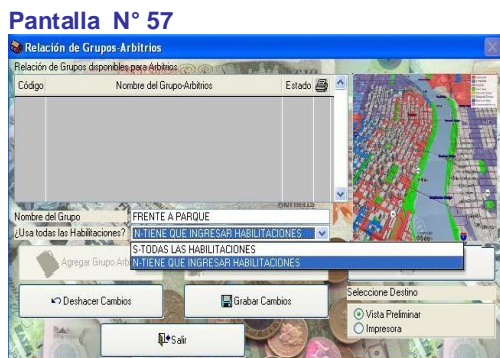 Pantalla N° 57
Relación de Grupos-Arbitrios
Relación de Grupos disponibles para Arbitrios
Código Nombre del Grupo-Arbitrios Estado
Nombre del Grupo FRENTE A PARQUE
¿Usa todas las Habilitaciones? N-TIENE QUE INGRESAR HABILITACIONES
S-TODAS LAS HABILITACIONES
N-TIENE QUE INGRESAR HABILITACIONES
Agregar Grupo
Deshacer Cambios Grabar Cambios
Seleccione Destino
Vista Preliminar
Impresora
Salir